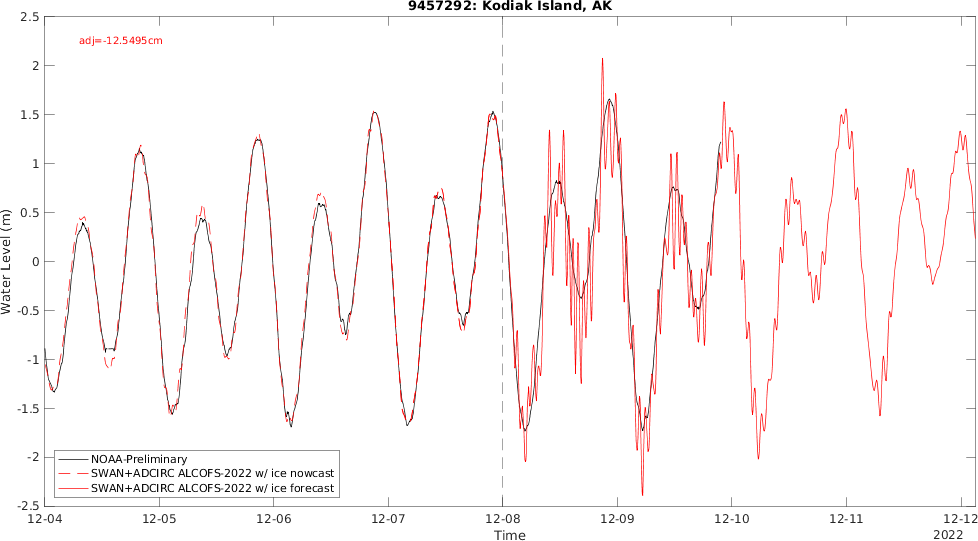 9457292: Kodiak Island, AK
adj=-12.5495cm
Water Level (m)
2.5
2
1.5
1
0.5
0
-0.5
-1
-1.5
-2
-2.5
NOAA-Preliminary
SWAN+ADCIRC ALCOFS-2022 w/ ice nowcast
SWAN+ADCIRC ALCOFS-2022 w/ ice forecast
12-04 12-05 12-06 12-07 12-08 12-09 12-10 12-11 12-12
Time
2022